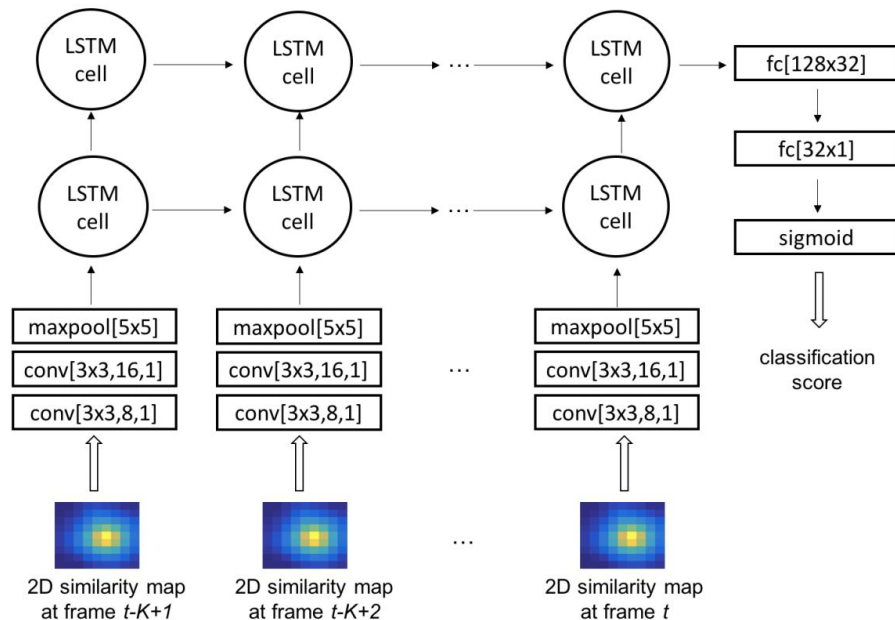 LSTM
cell
LSTM
cell
...
LSTM
cell
fc[128x32]
fc[32x1]
LSTM
cell
LSTM
cell
...
LSTM
cell
sigmoid
maxpool[5x5]
maxpool[5x5]
maxpool[5x5]
conv[3x3,16,1]
conv[3x3,16,1]
...
conv[3x3,16,1]
classification
score
conv[3x3,8,1]
conv[3x3,8,1]
conv[3x3,8,1]
...
2D similarity map
at frame t-K+1
2D similarity map
at frame t-K+2
2D similarity map
at frame t